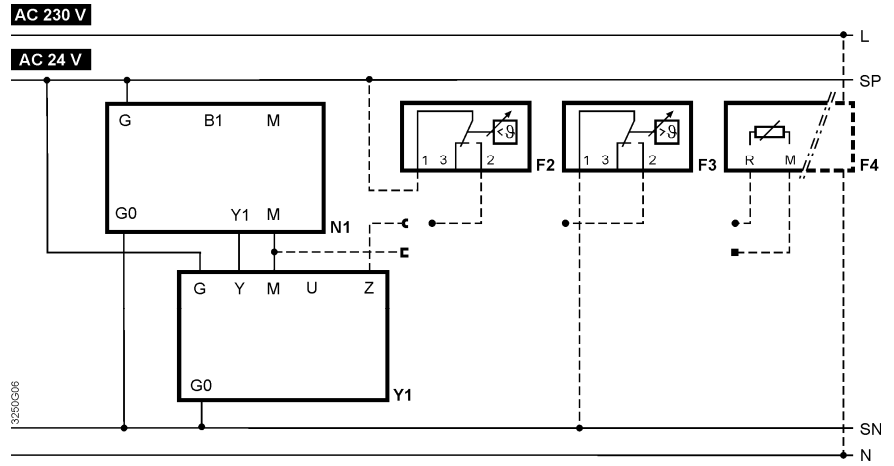 AC 230 V
L
AC 24 V
SP
G B1 M
<ϑ
>ϑ
1 3 2
F2
1 3 2
F3
R M
F4
G0 Y1 M
N1
G Y M U Z
G0
Y1
3250G06
SN
N